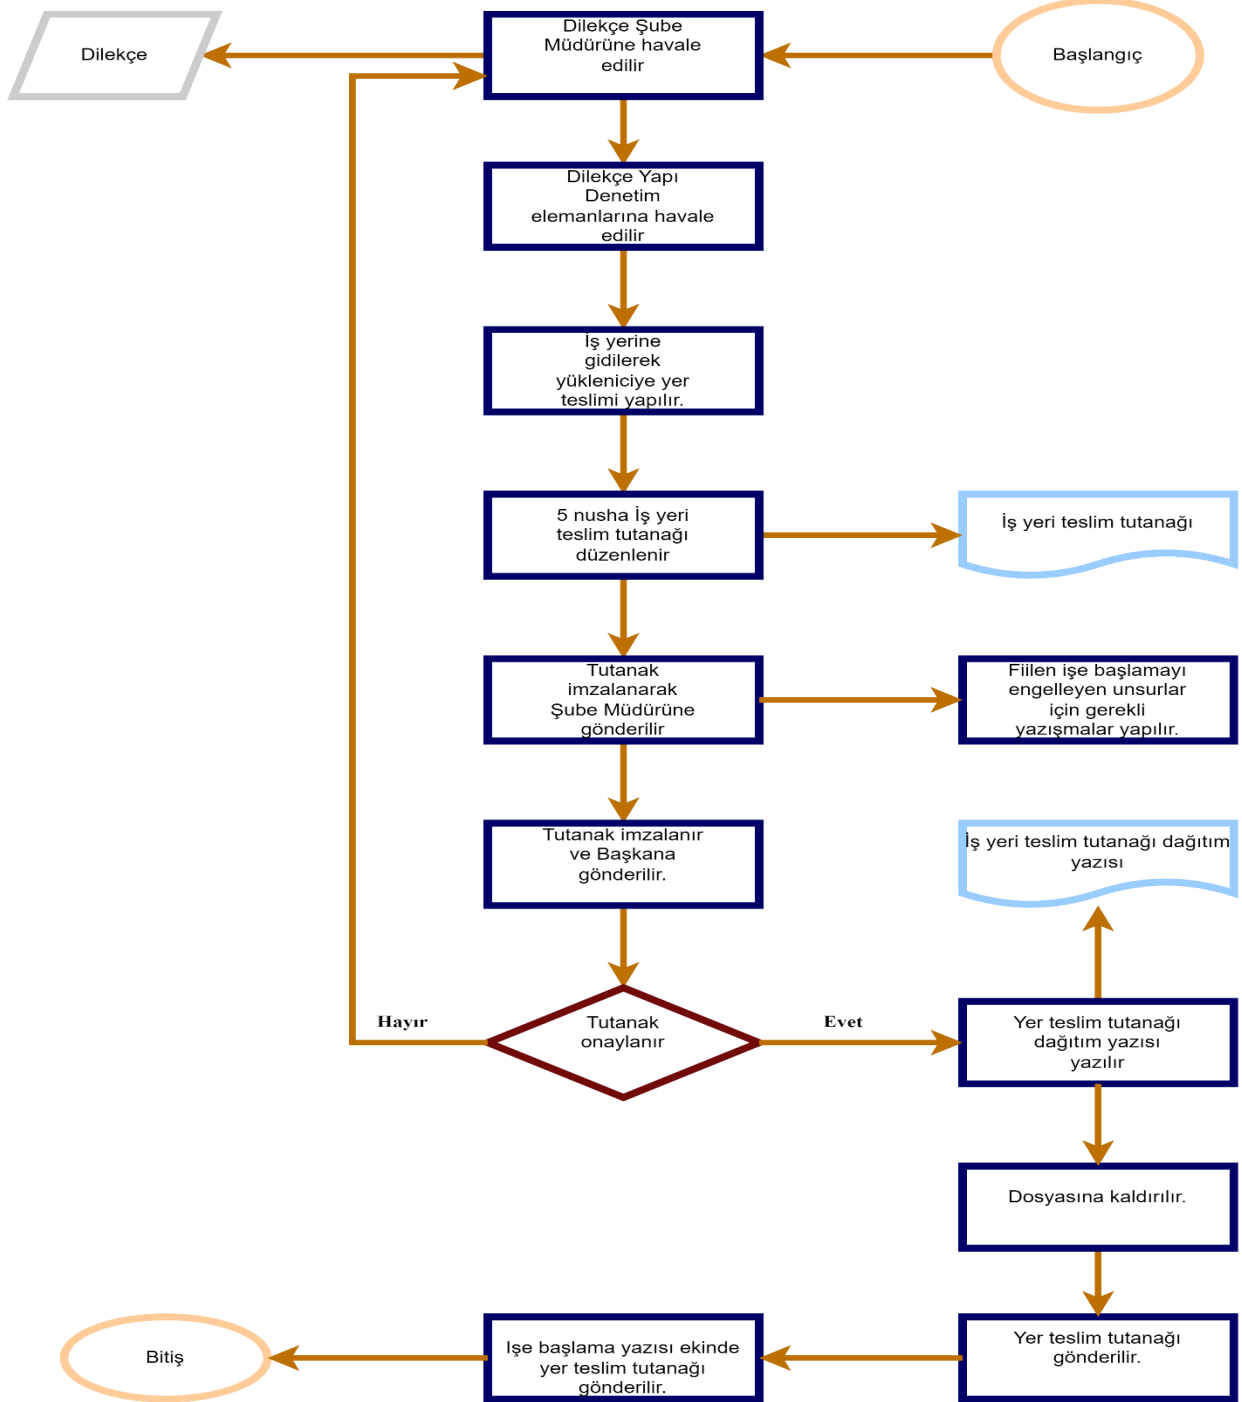 Dilekçe
Dilekçe Şube
Müdürüne havale
edilir
Başlangıç
Dilekçe Yapı
Denetim
elemanlarına havale
edilir
İş yerine
gidilerek
yükleniciye yer
teslimi yapılır.
5 nusha İş yeri
teslim tutanağı
düzenlenir
İş yeri teslim tutanağı
Tutanak
imzalanarak
Şube Müdürüne
gönderilir
Fiilen işe başlamayı
engelleyen unsurlar
için gerekli
yazışmalar yapılır.
Tutanak imzalanır
ve Başkana
gönderilir.
İş yeri teslim tutanağı dağıtım
yazısı
Hayır
Tutanak
onaylanır
Evet
Yer teslim tutanağı
dağıtım yazısı
yazılır
Dosyasına kaldırılır.
Yer teslim tutanağı
gönderilir.
Işe başlama yazısı ekinde
yer teslim tutanağı
gönderilir.
Bitiş